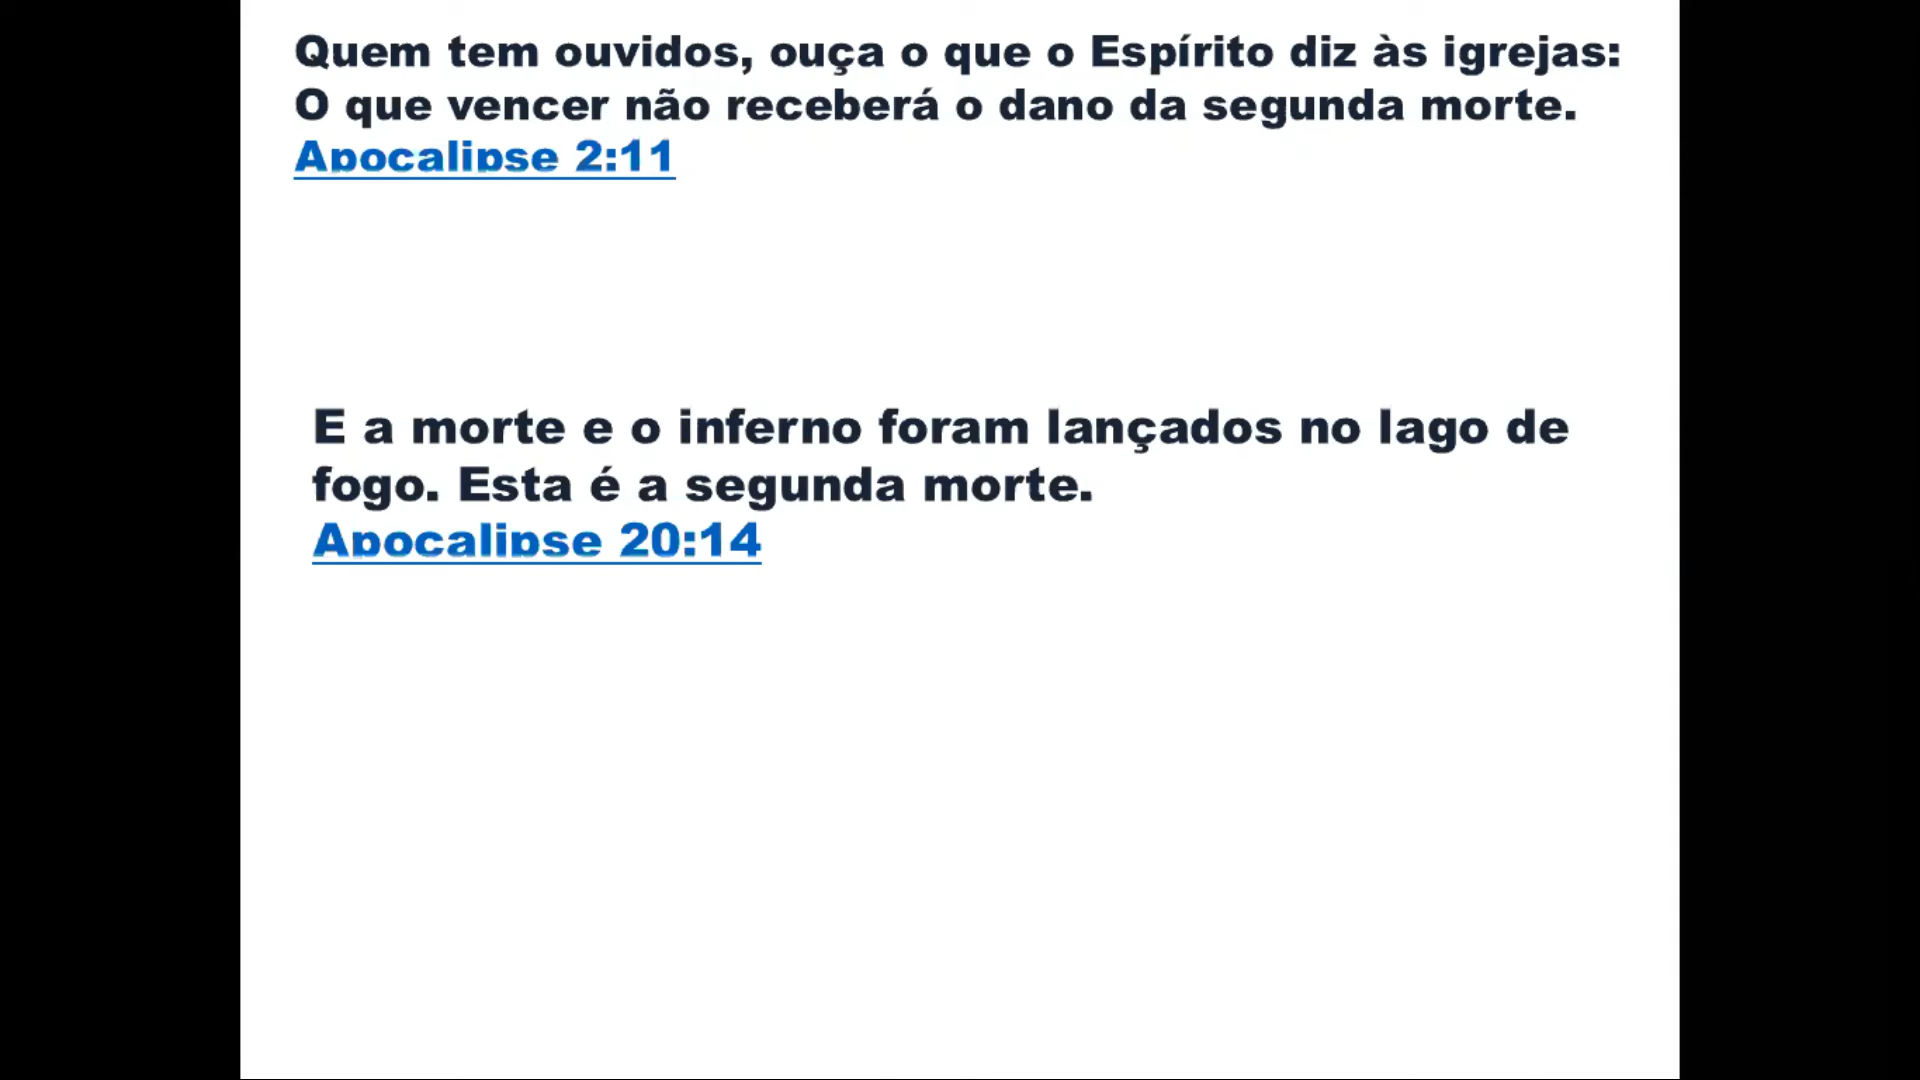 Quem tem ouvidos, ouça o que o Espírito diz às igrejas:
O que vencer não receberá o dano da segunda morte.
Apocalipse 2:11
E a morte e o inferno foram lançados no lago de
fogo. Esta é a segunda morte.
Apocalipse 20:14